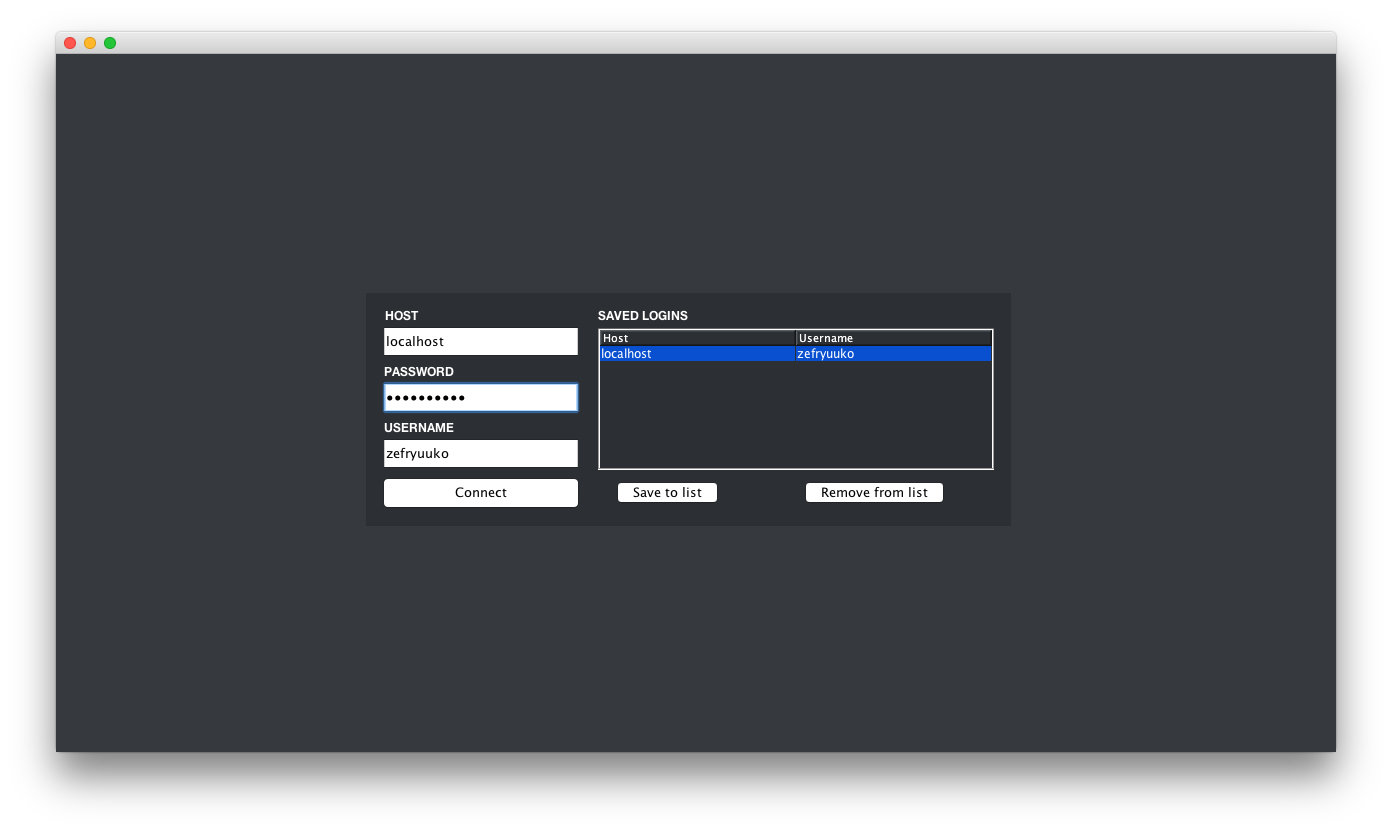 HOST
localhost
PASSWORD
••••••••••
USERNAME
zefryuuko
Connect
SAVED LOGINS
Host Username
localhost zefryuuko
Save to list Remove from list